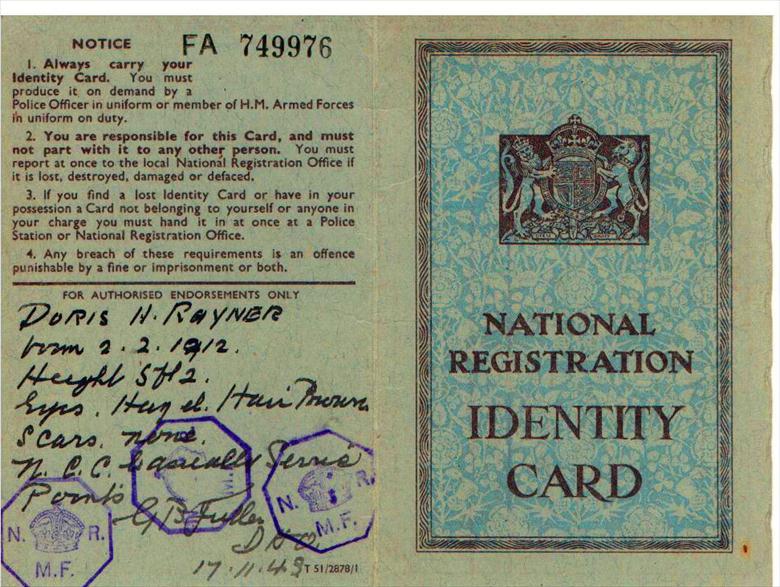 NOTICE FA 749976
1. Always carry your
Identity Card. You must
produce it on demand by a
Police Officer in uniform or member of H.M. Armed Forces
in uniform on duty.
2. You are responsible for this Card, and must
not part with it to any other person. You must
report at once to the local National Registration Office if
it is lost, destroyed, damaged or defaced.
3. If you find a lost Identity Card or have in your
possession a Card not belonging to yourself or anyone in
your charge you must hand it in at once at a Police
Station or National Registration Office.
4. Any breach of these requirements is an offence
punishable by a fine or imprisonment or both.
FOR AUTHORISED ENDORSEMENTS ONLY
DORIS H. RAYNER
born 2.2.1912.
Height 5ft2.
Eyes. Hazel. Hair Brown
Scars. none.
N.C.C. Casually Service
Points
G B Fuller
17.11.43
T 51/2878/1
N. R.
M.F.
N. R.
M.F.
NATIONAL
REGISTRATION
IDENTITY
CARD